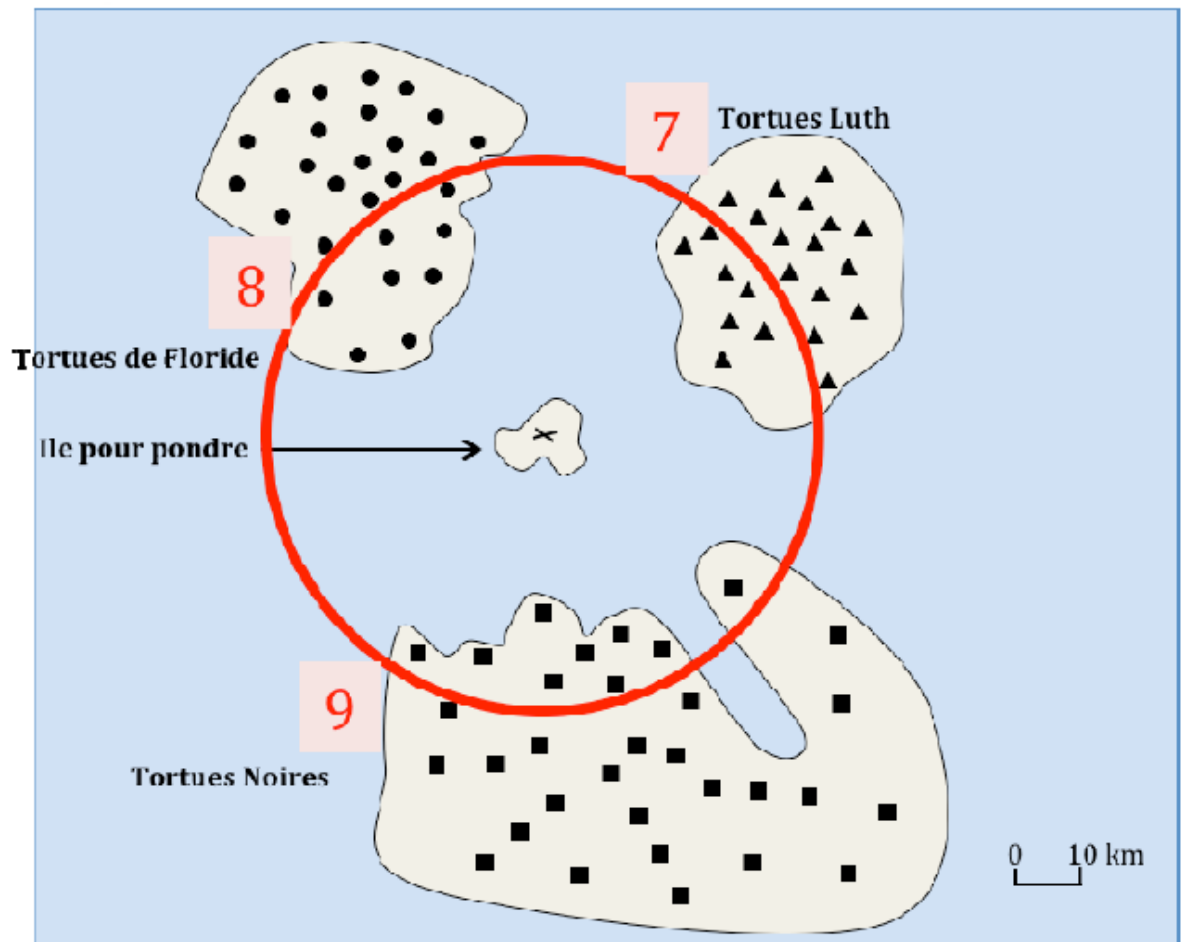 7
Tortues Luth
8
Tortues de Floride
Ile pour pondre
9
Tortues Noires
0 10 km